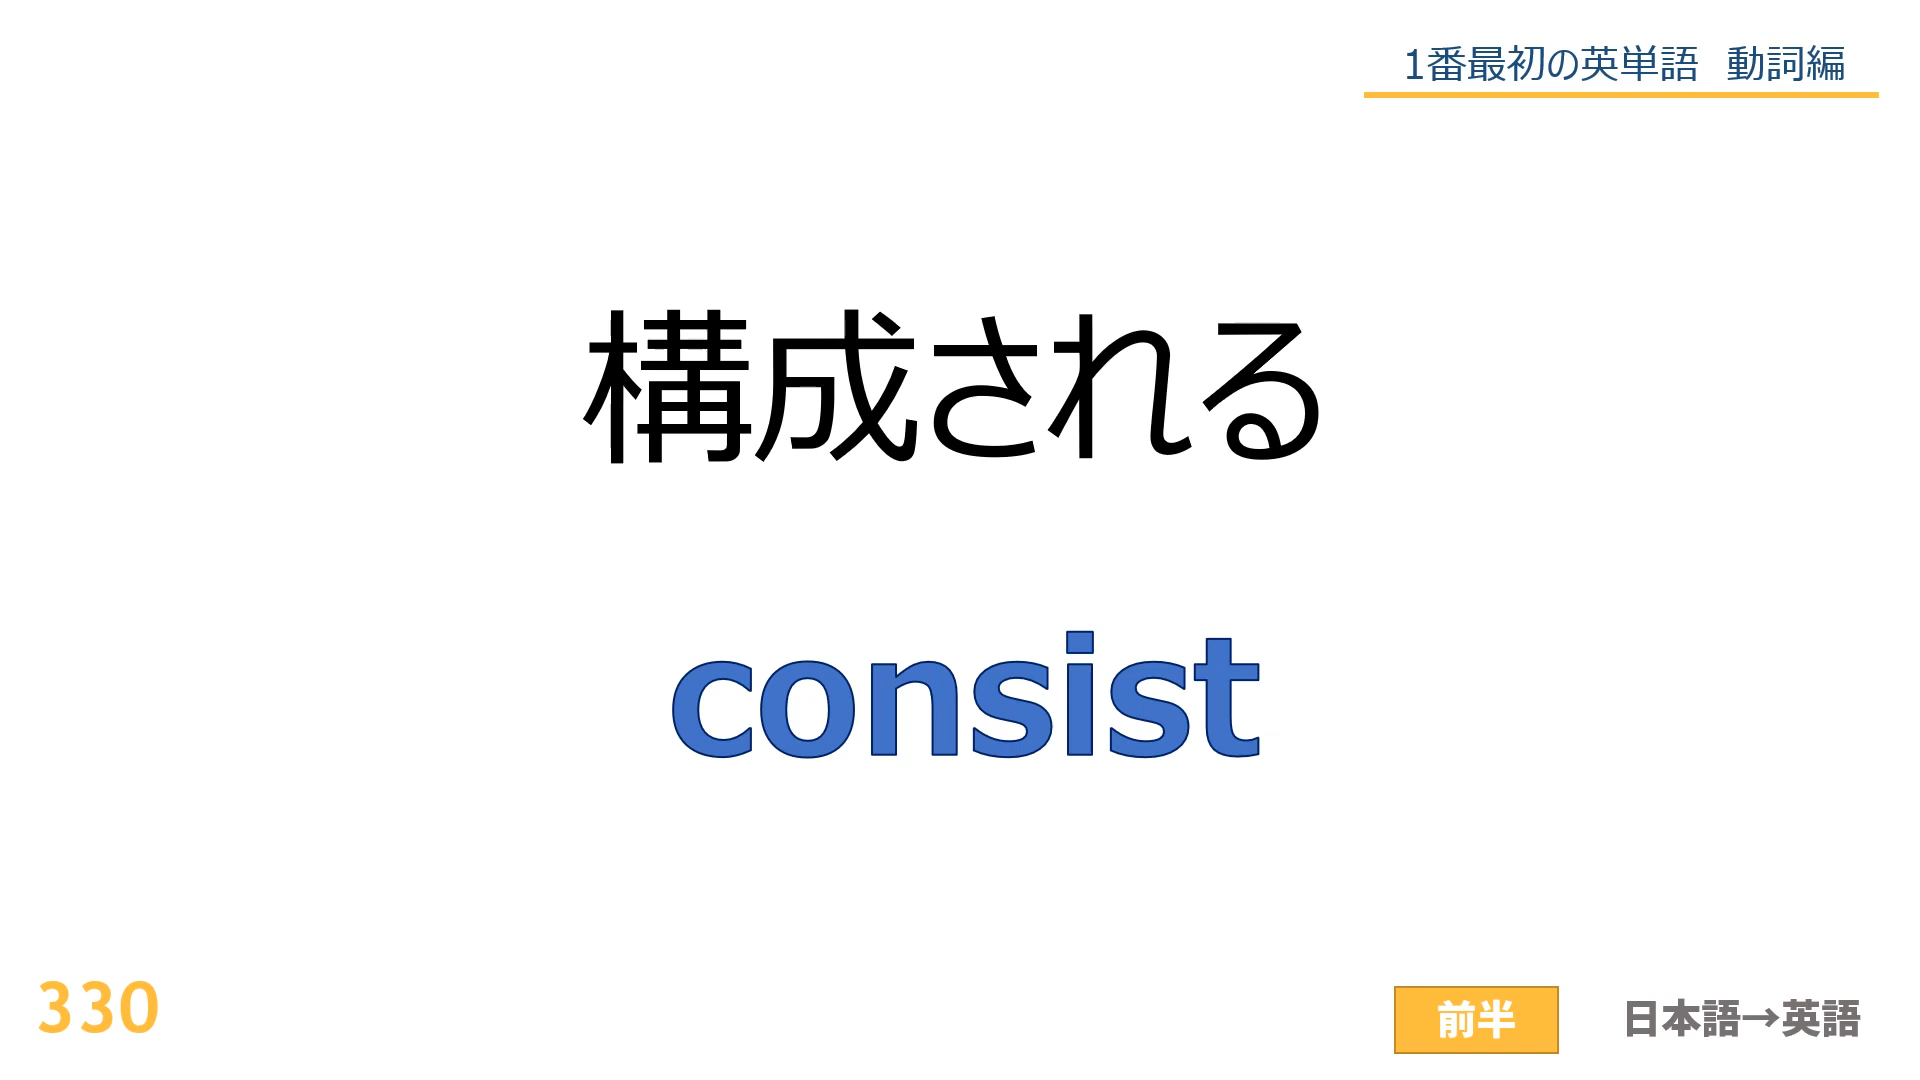 1番最初の英単語　動詞編
構成される
consist
330
前半
日本語→英語